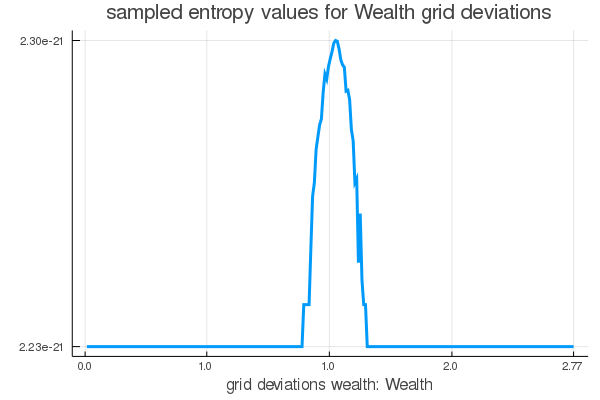 sampled entropy values for Wealth grid deviations
2.30e-21
2.23e-21
0.0 1.0 1.0 2.0 2.77
grid deviations wealth: Wealth